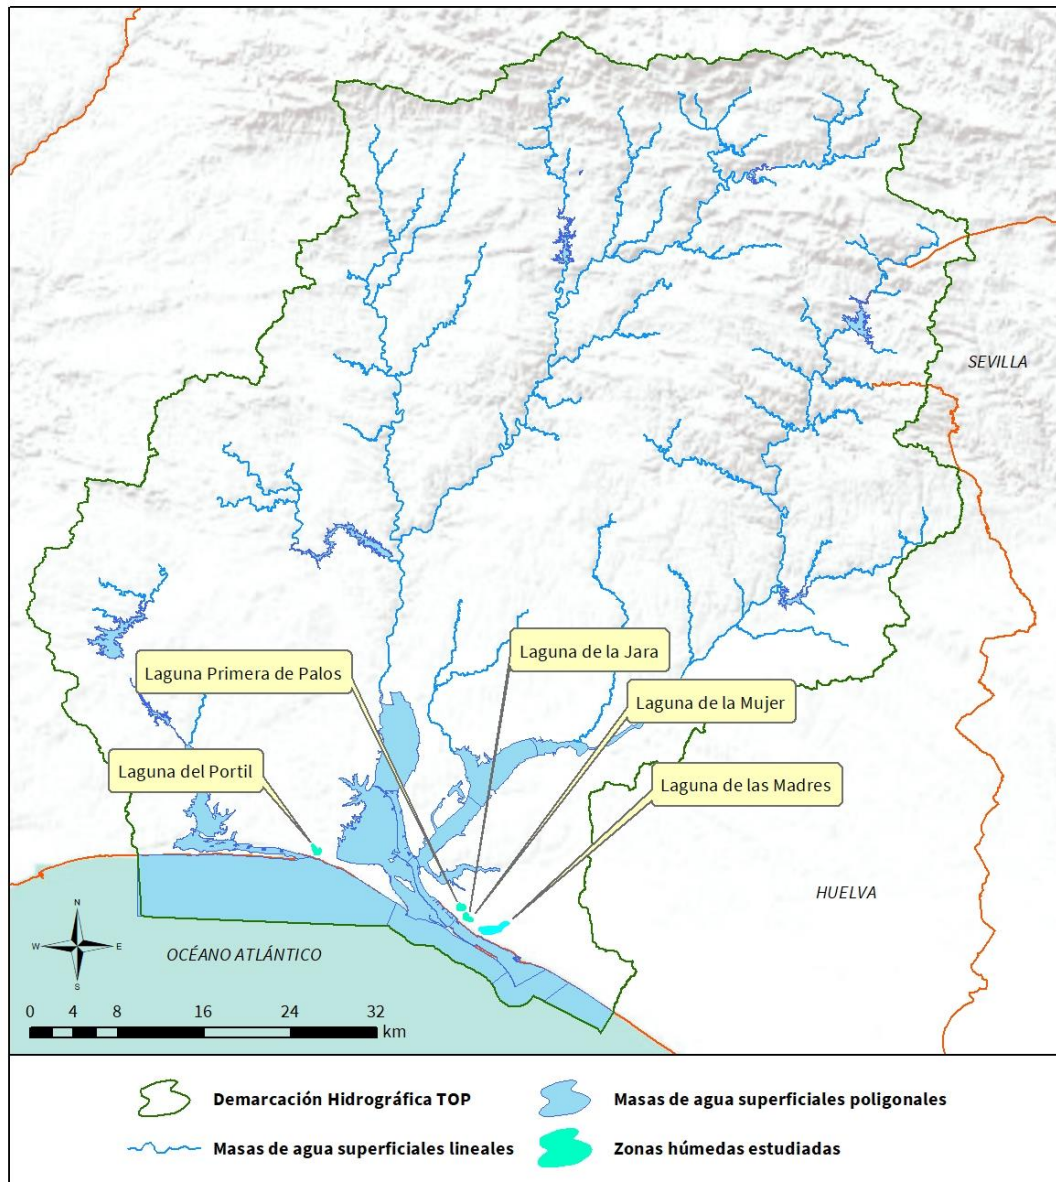 SEVILLA
Laguna de la Jara
Laguna Primera de Palos
Laguna de la Mujer
Laguna del Portil
Laguna de las Madres
HUELVA
N
W E
S
OCÉANO ATLÁNTICO
0 4 8 16 24 32
km
Demarcación Hidrográfica TOP
Masas de agua superficiales poligonales
Masas de agua superficiales lineales
Zonas húmedas estudiadas